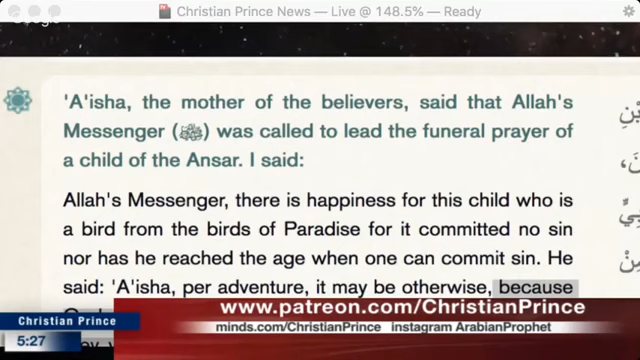 Christian Prince News — Live @ 148.5% — Ready
'A'isha, the mother of the believers, said that Allah's
Messenger (ﷺ) was called to lead the funeral prayer of
a child of the Ansar. I said:
Allah's Messenger, there is happiness for this child who is
a bird from the birds of Paradise for it committed no sin
nor has he reached the age when one can commit sin. He
said: 'A'isha, per adventure, it may be otherwise, because
www.patreon.com/ChristianPrince
Christian Prince
minds.com/ChristianPrince instagram ArabianProphet
5:27